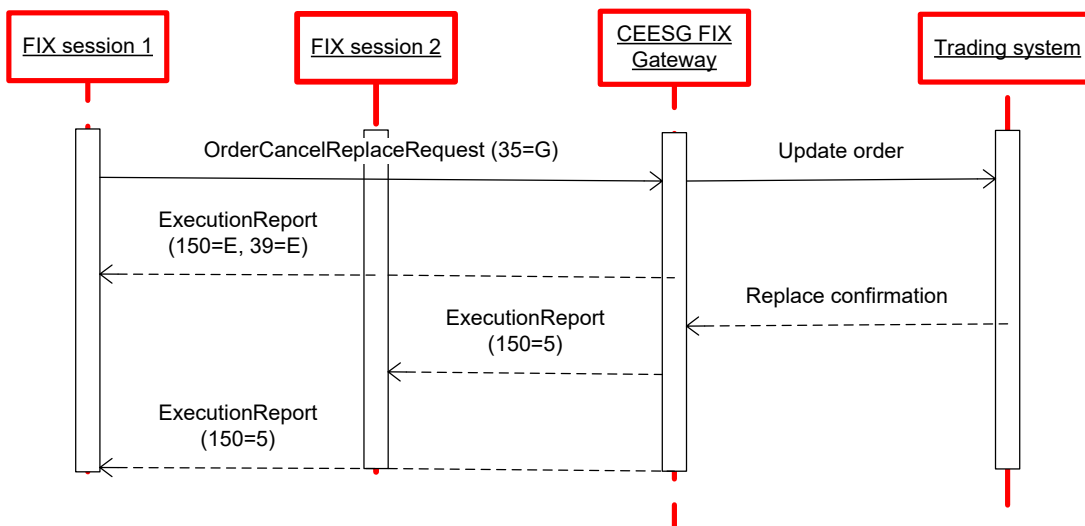 FIX session 1
FIX session 2
CEESG FIX
Gateway
Trading system
OrderCancelReplaceRequest (35=G)
Update order
ExecutionReport
(150=E, 39=E)
Replace confirmation
ExecutionReport
(150=5)
ExecutionReport
(150=5)